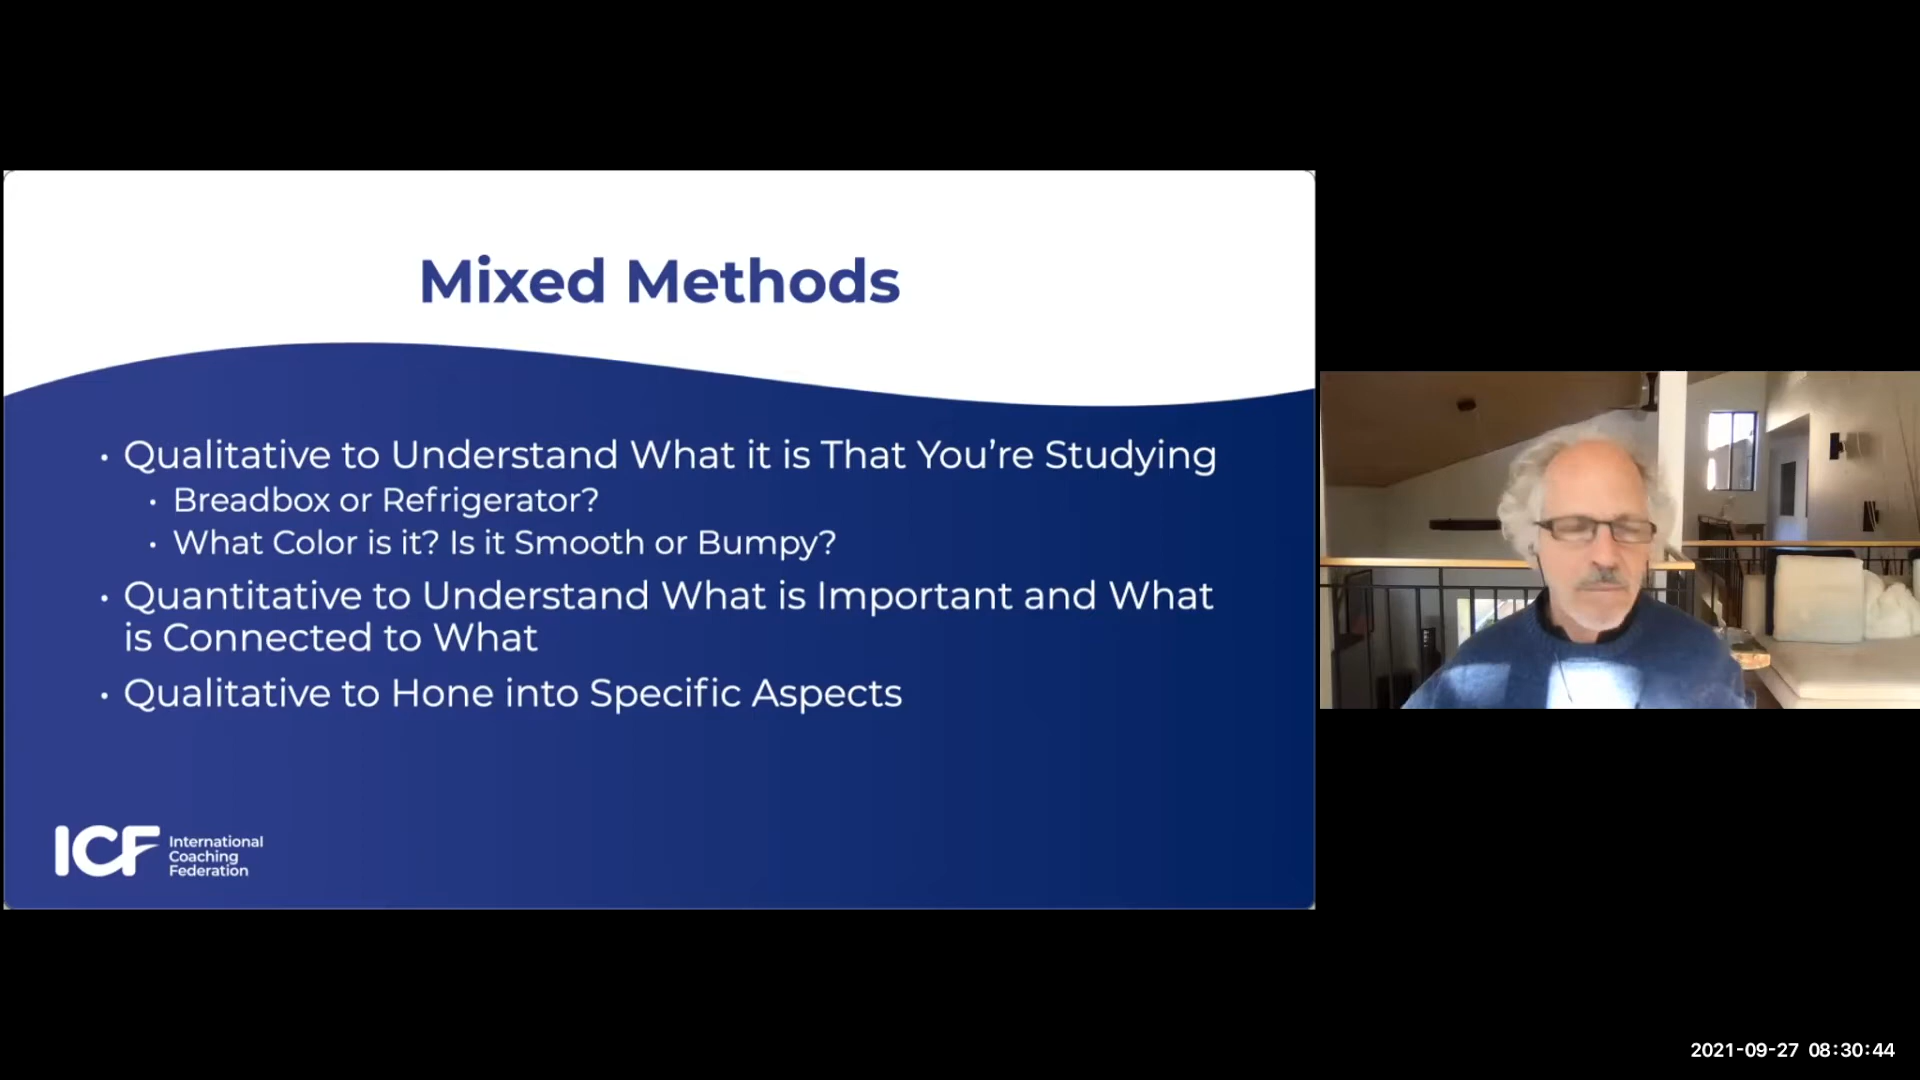 Mixed Methods
• Qualitative to Understand What it is That You're Studying
• Breadbox or Refrigerator?
• What Color is it? Is it Smooth or Bumpy?
• Quantitative to Understand What is Important and What
is Connected to What
• Qualitative to Hone into Specific Aspects
ICF
International
Coaching
Federation
2021-09-27 08:30:44